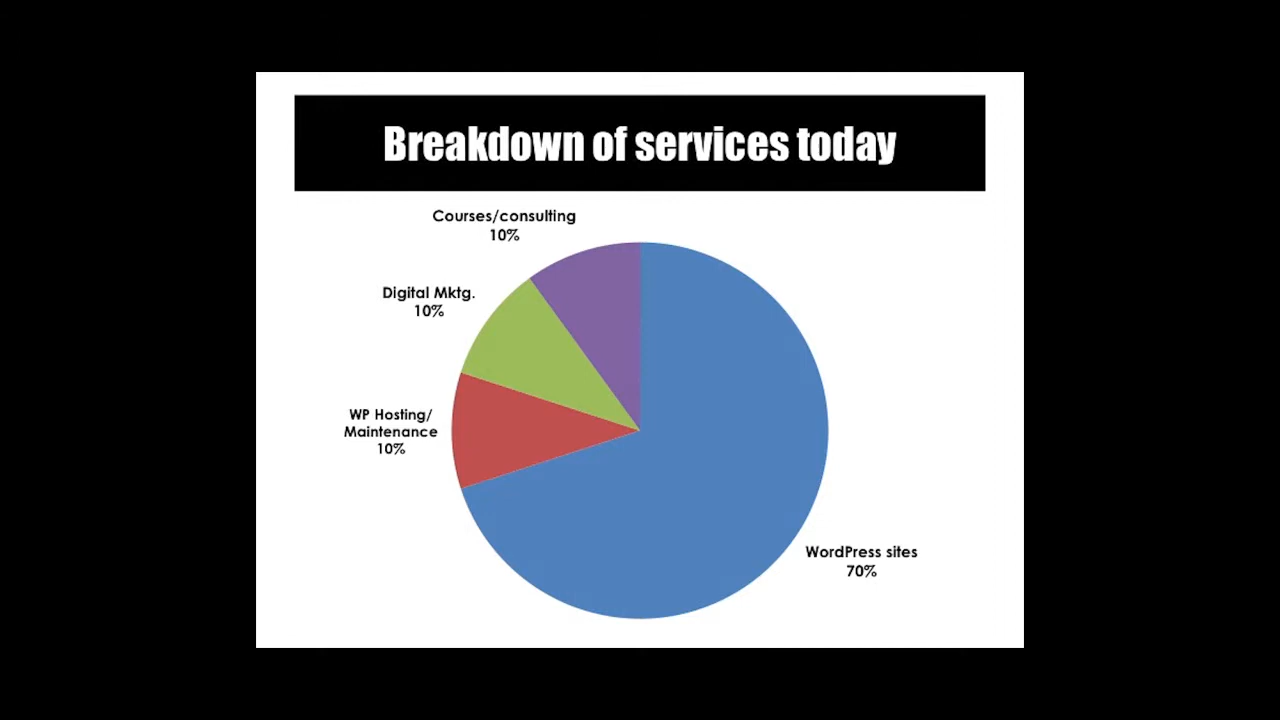 Breakdown of services today
Courses/consulting
10%
Digital Mktg.
10%
WP Hosting/
Maintenance
10%
WordPress sites
70%